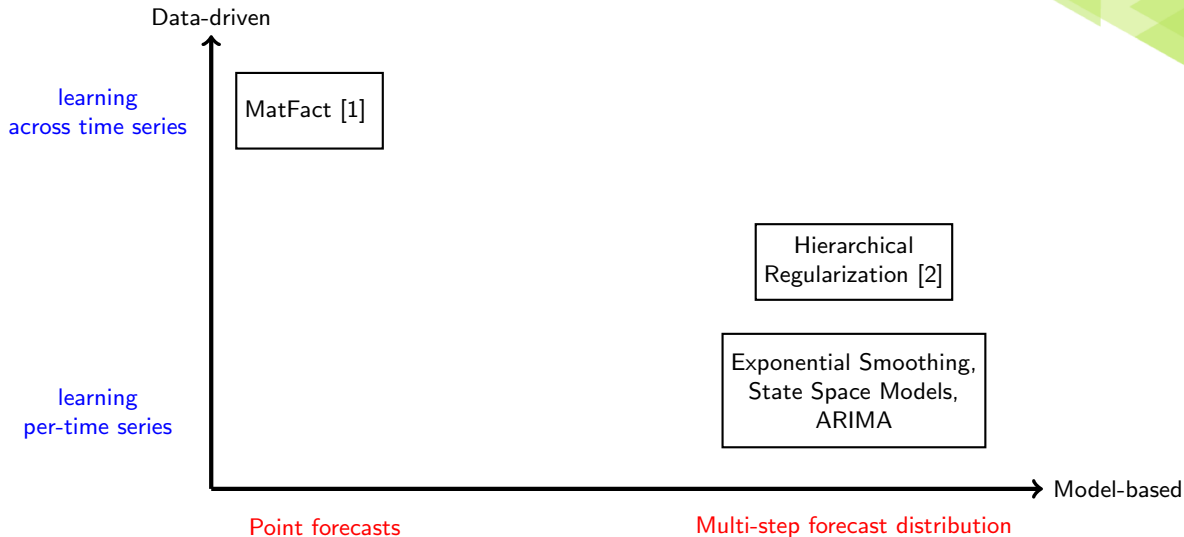 Data-driven
learning
across time series
MatFact [1]
Hierarchical
Regularization [2]
Exponential Smoothing,
State Space Models,
ARIMA
learning
per-time series
Model-based
Point forecasts
Multi-step forecast distribution